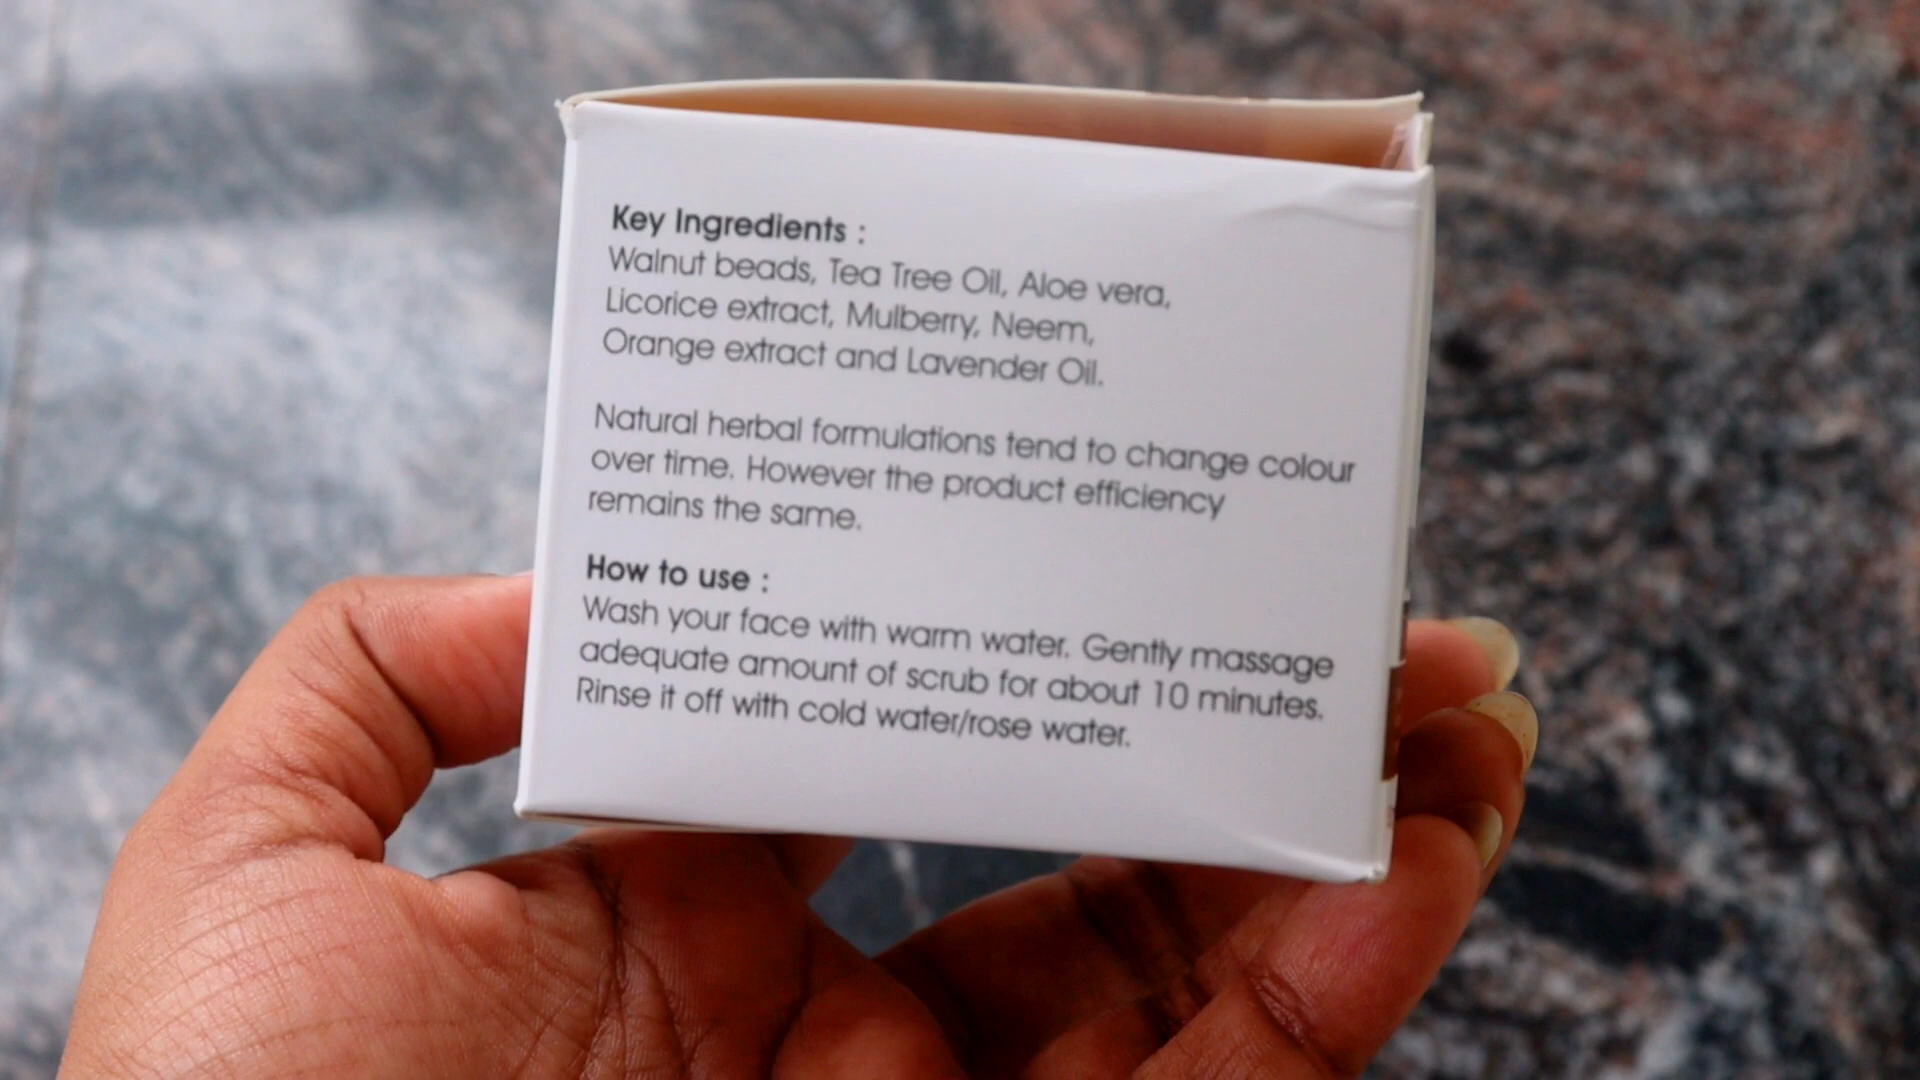 Key Ingredients :
Walnut beads, Tea Tree Oil, Aloe vera,
Licorice extract, Mulberry, Neem,
Orange extract and Lavender Oil.
Natural herbal formulations tend to change colour
over time. However the product efficiency
remains the same.
How to use :
Wash your face with warm water. Gently massage
adequate amount of scrub for about 10 minutes.
Rinse it off with cold water/rose water.